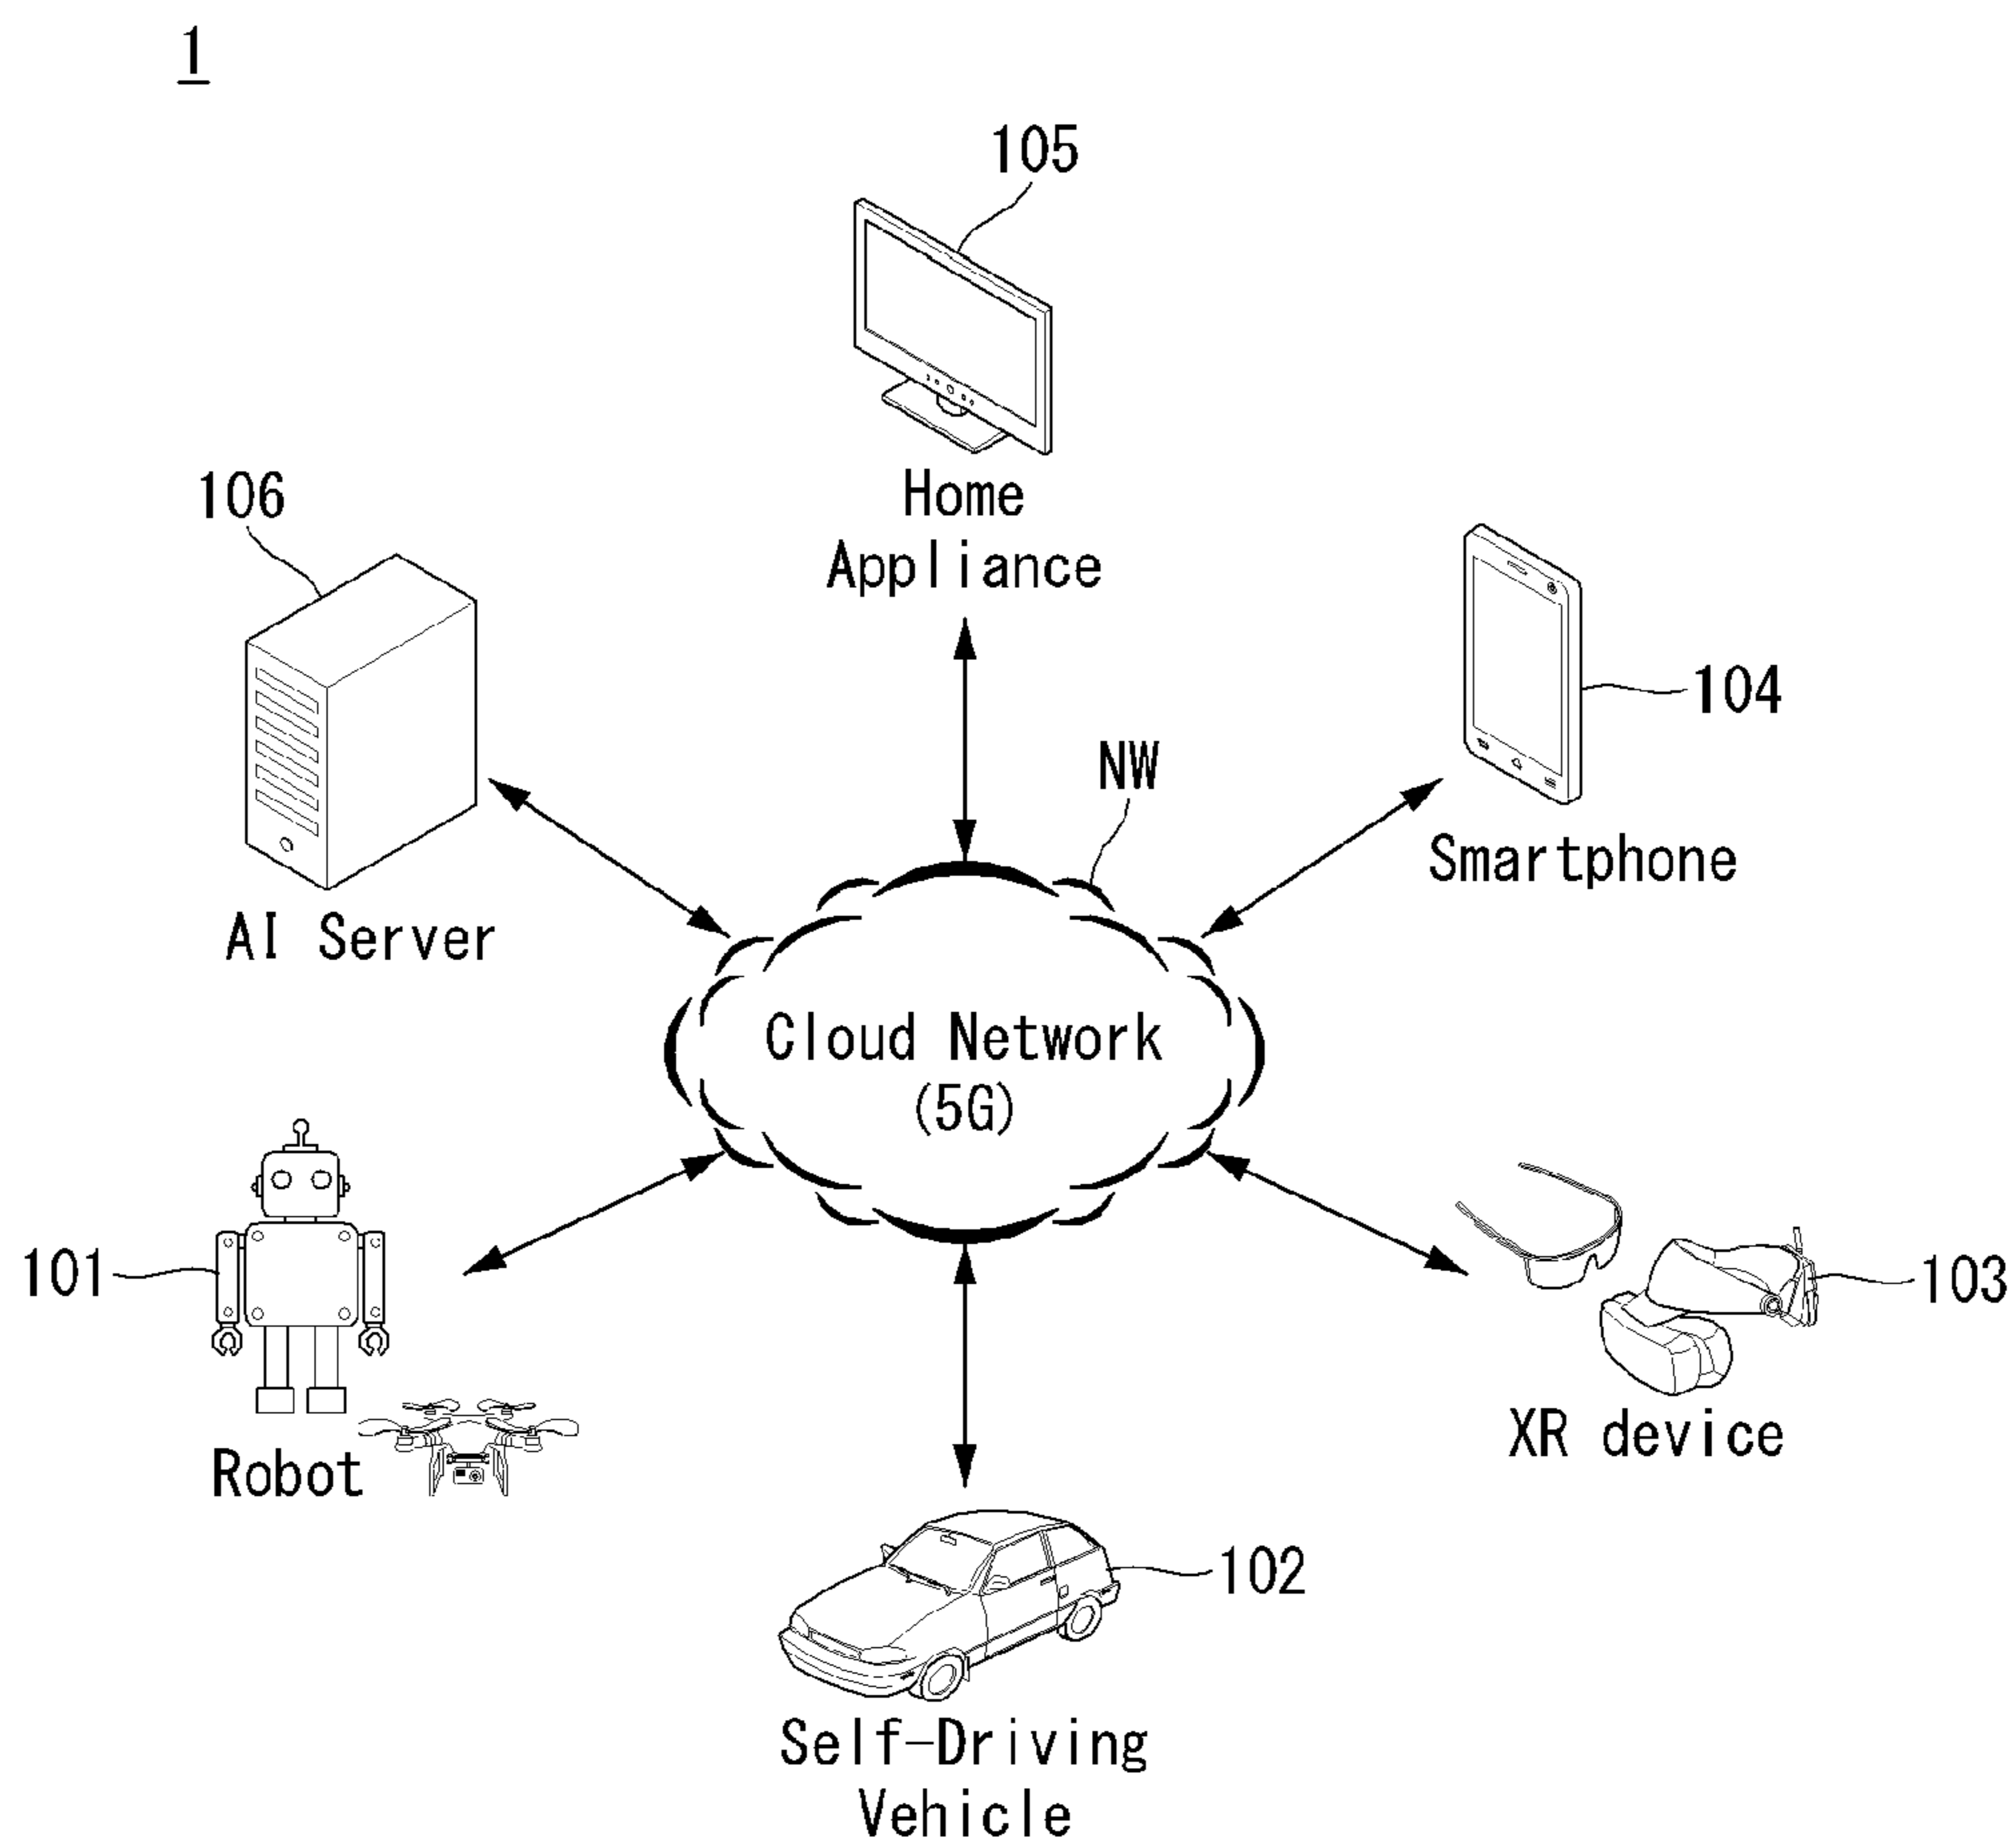 1
105
Home
Appliance
106
AI Server
104
Smartphone
NW
Cloud Network
(5G)
101
Robot
103
XR device
102
Self-Driving
Vehicle